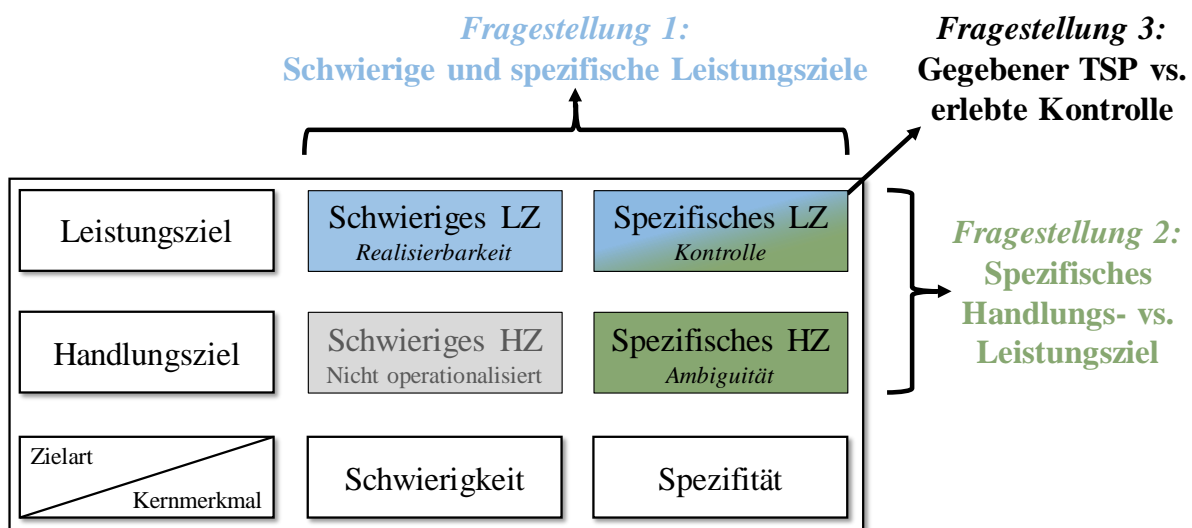 Fragestellung 1:
Schwierige und spezifische Leistungsziele
Fragestellung 3:
Gegebener TSP vs.
erlebte Kontrolle
Leistungsziel
Schwieriges LZ
Realisierbarkeit
Spezifisches LZ
Kontrolle
Fragestellung 2:
Spezifisches
Handlungs- vs.
Leistungsziel
Handlungsziel
Schwieriges HZ
Nicht operationalisiert
Spezifisches HZ
Ambiguität
Zielart
Kernmerkmal
Schwierigkeit
Spezifität